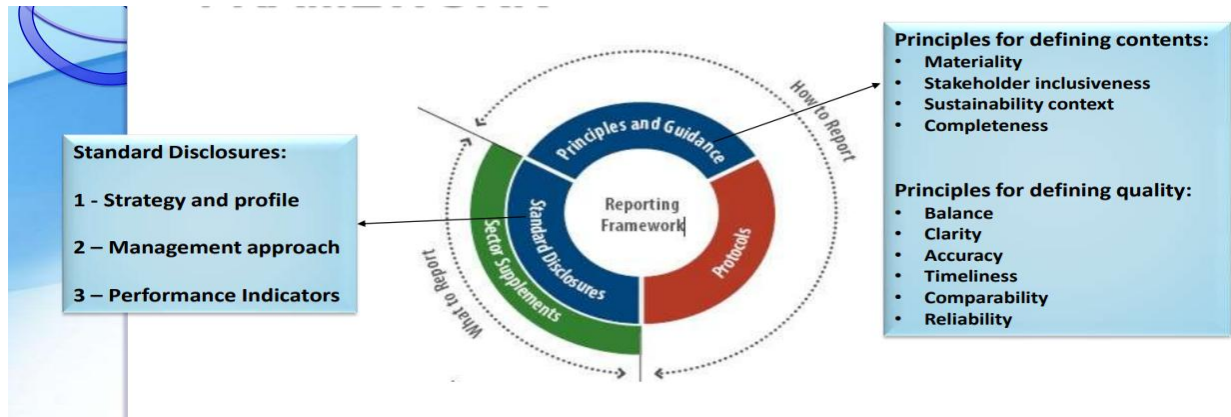 Standard Disclosures:
1 - Strategy and profile
2 – Management approach
3 – Performance Indicators
How to Report
Principles and Guidance
Reporting
Framework
Standard Disclosures
Sector Supplements
Protocols
What to Report
Principles for defining contents:
• Materiality
• Stakeholder inclusiveness
• Sustainability context
• Completeness
Principles for defining quality:
• Balance
• Clarity
• Accuracy
• Timeliness
• Comparability
• Reliability